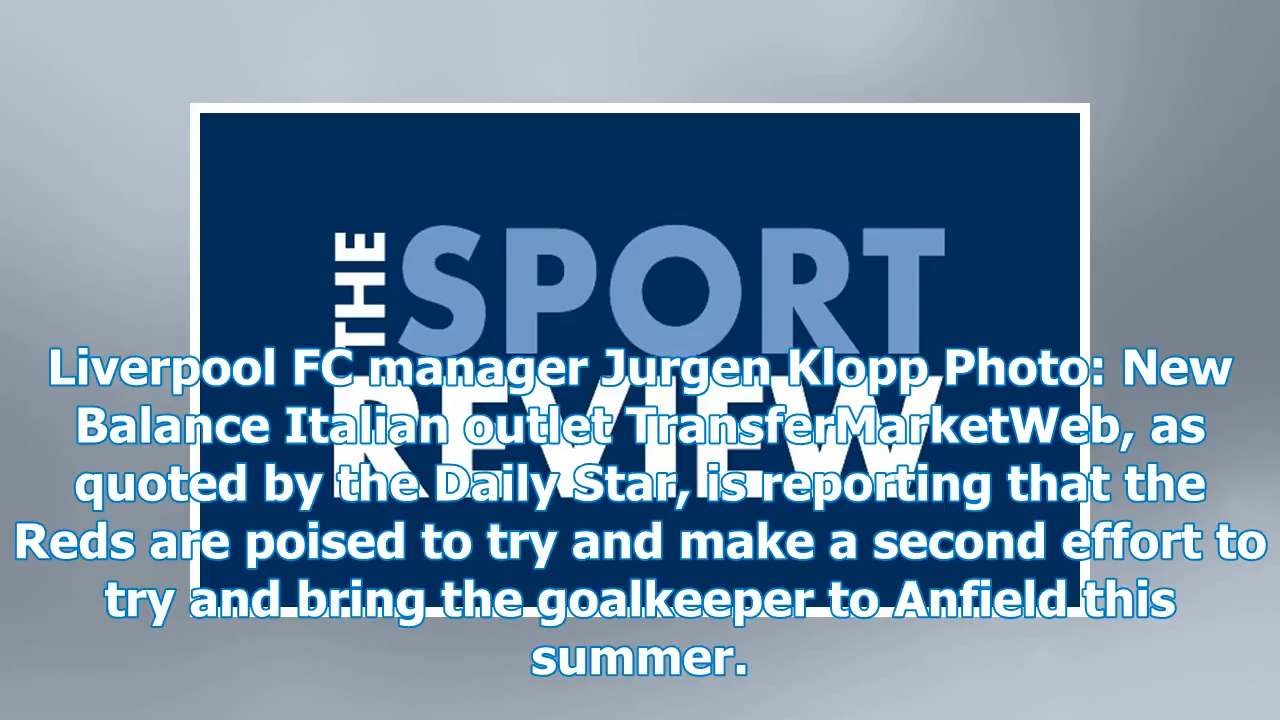 THE
SPORT
REVIEW
Liverpool FC manager Jurgen Klopp Photo: New
Balance Italian outlet TransferMarketWeb, as
quoted by the Daily Star, is reporting that the
Reds are poised to try and make a second effort to
try and bring the goalkeeper to Anfield this
summer.